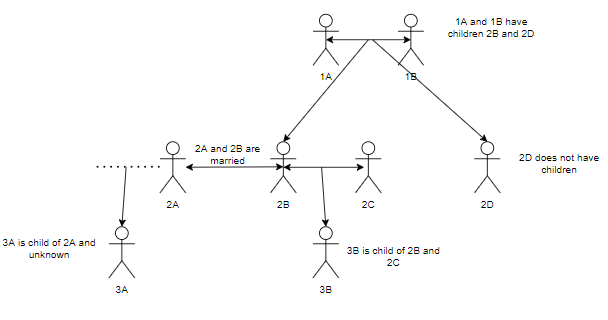 1A and 1B have
children 2B and 2D
1A
1B
2A and 2B are
married
2D does not have
children
2A
2B
2C
2D
3A is child of 2A and
unknown
3B is child of 2B and
2C
3A
3B